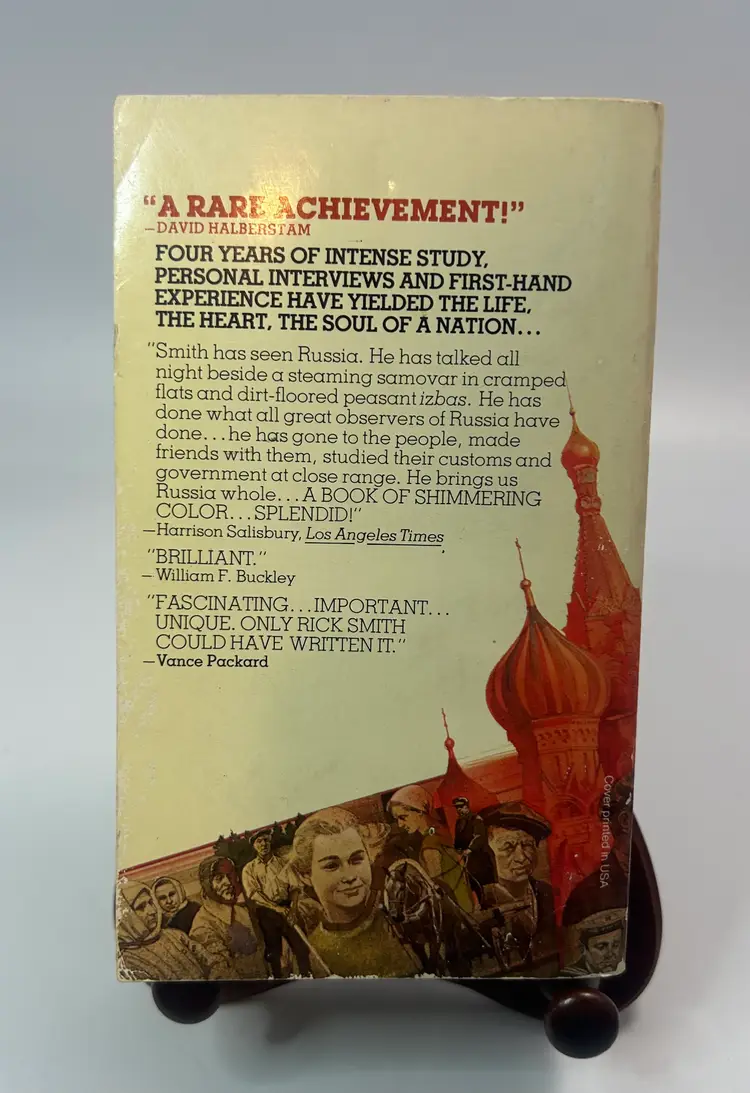 “A RARE ACHIEVEMENT!”
—DAVID HALBERSTAM
FOUR YEARS OF INTENSE STUDY,
PERSONAL INTERVIEWS AND FIRST-HAND
EXPERIENCE HAVE YIELDED THE LIFE,
THE HEART, THE SOUL OF A NATION...
"Smith has seen Russia. He has talked all
night beside a steaming samovar in cramped
flats and dirt-floored peasant izbas. He has
done what all great observers of Russia have
done...he has gone to the people, made
friends with them, studied their customs and
government at close range. He brings us
Russia whole...A BOOK OF SHIMMERING
COLOR...SPLENDID!"
—Harrison Salisbury, Los Angeles Times
"BRILLIANT."
—William F. Buckley
"FASCINATING...IMPORTANT...
UNIQUE. ONLY RICK SMITH
COULD HAVE WRITTEN IT."
—Vance Packard
Cover printed in USA